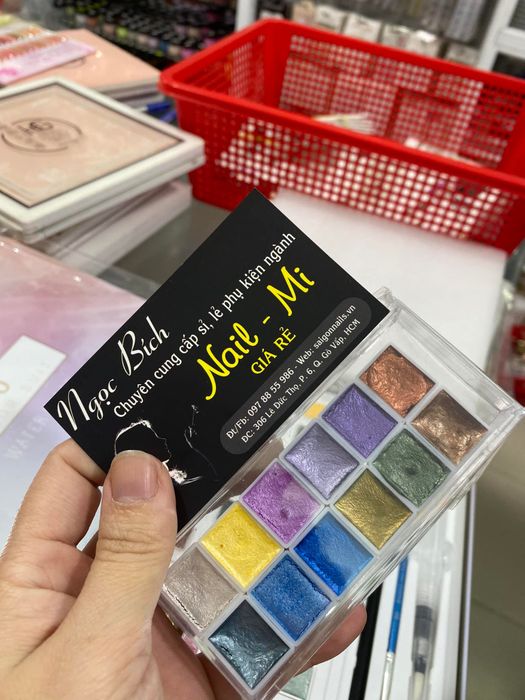 Ngọc Bích
Chuyên cung cấp sỉ, lẻ phụ kiện ngành
Nail - Mi
GIÁ RẺ
Đt/Fb: 097 88 55 986 - Web: saigonnails.vn
ĐC: 306 Lê Đức Thọ, P. 6, Q. Gò Vấp, HCM